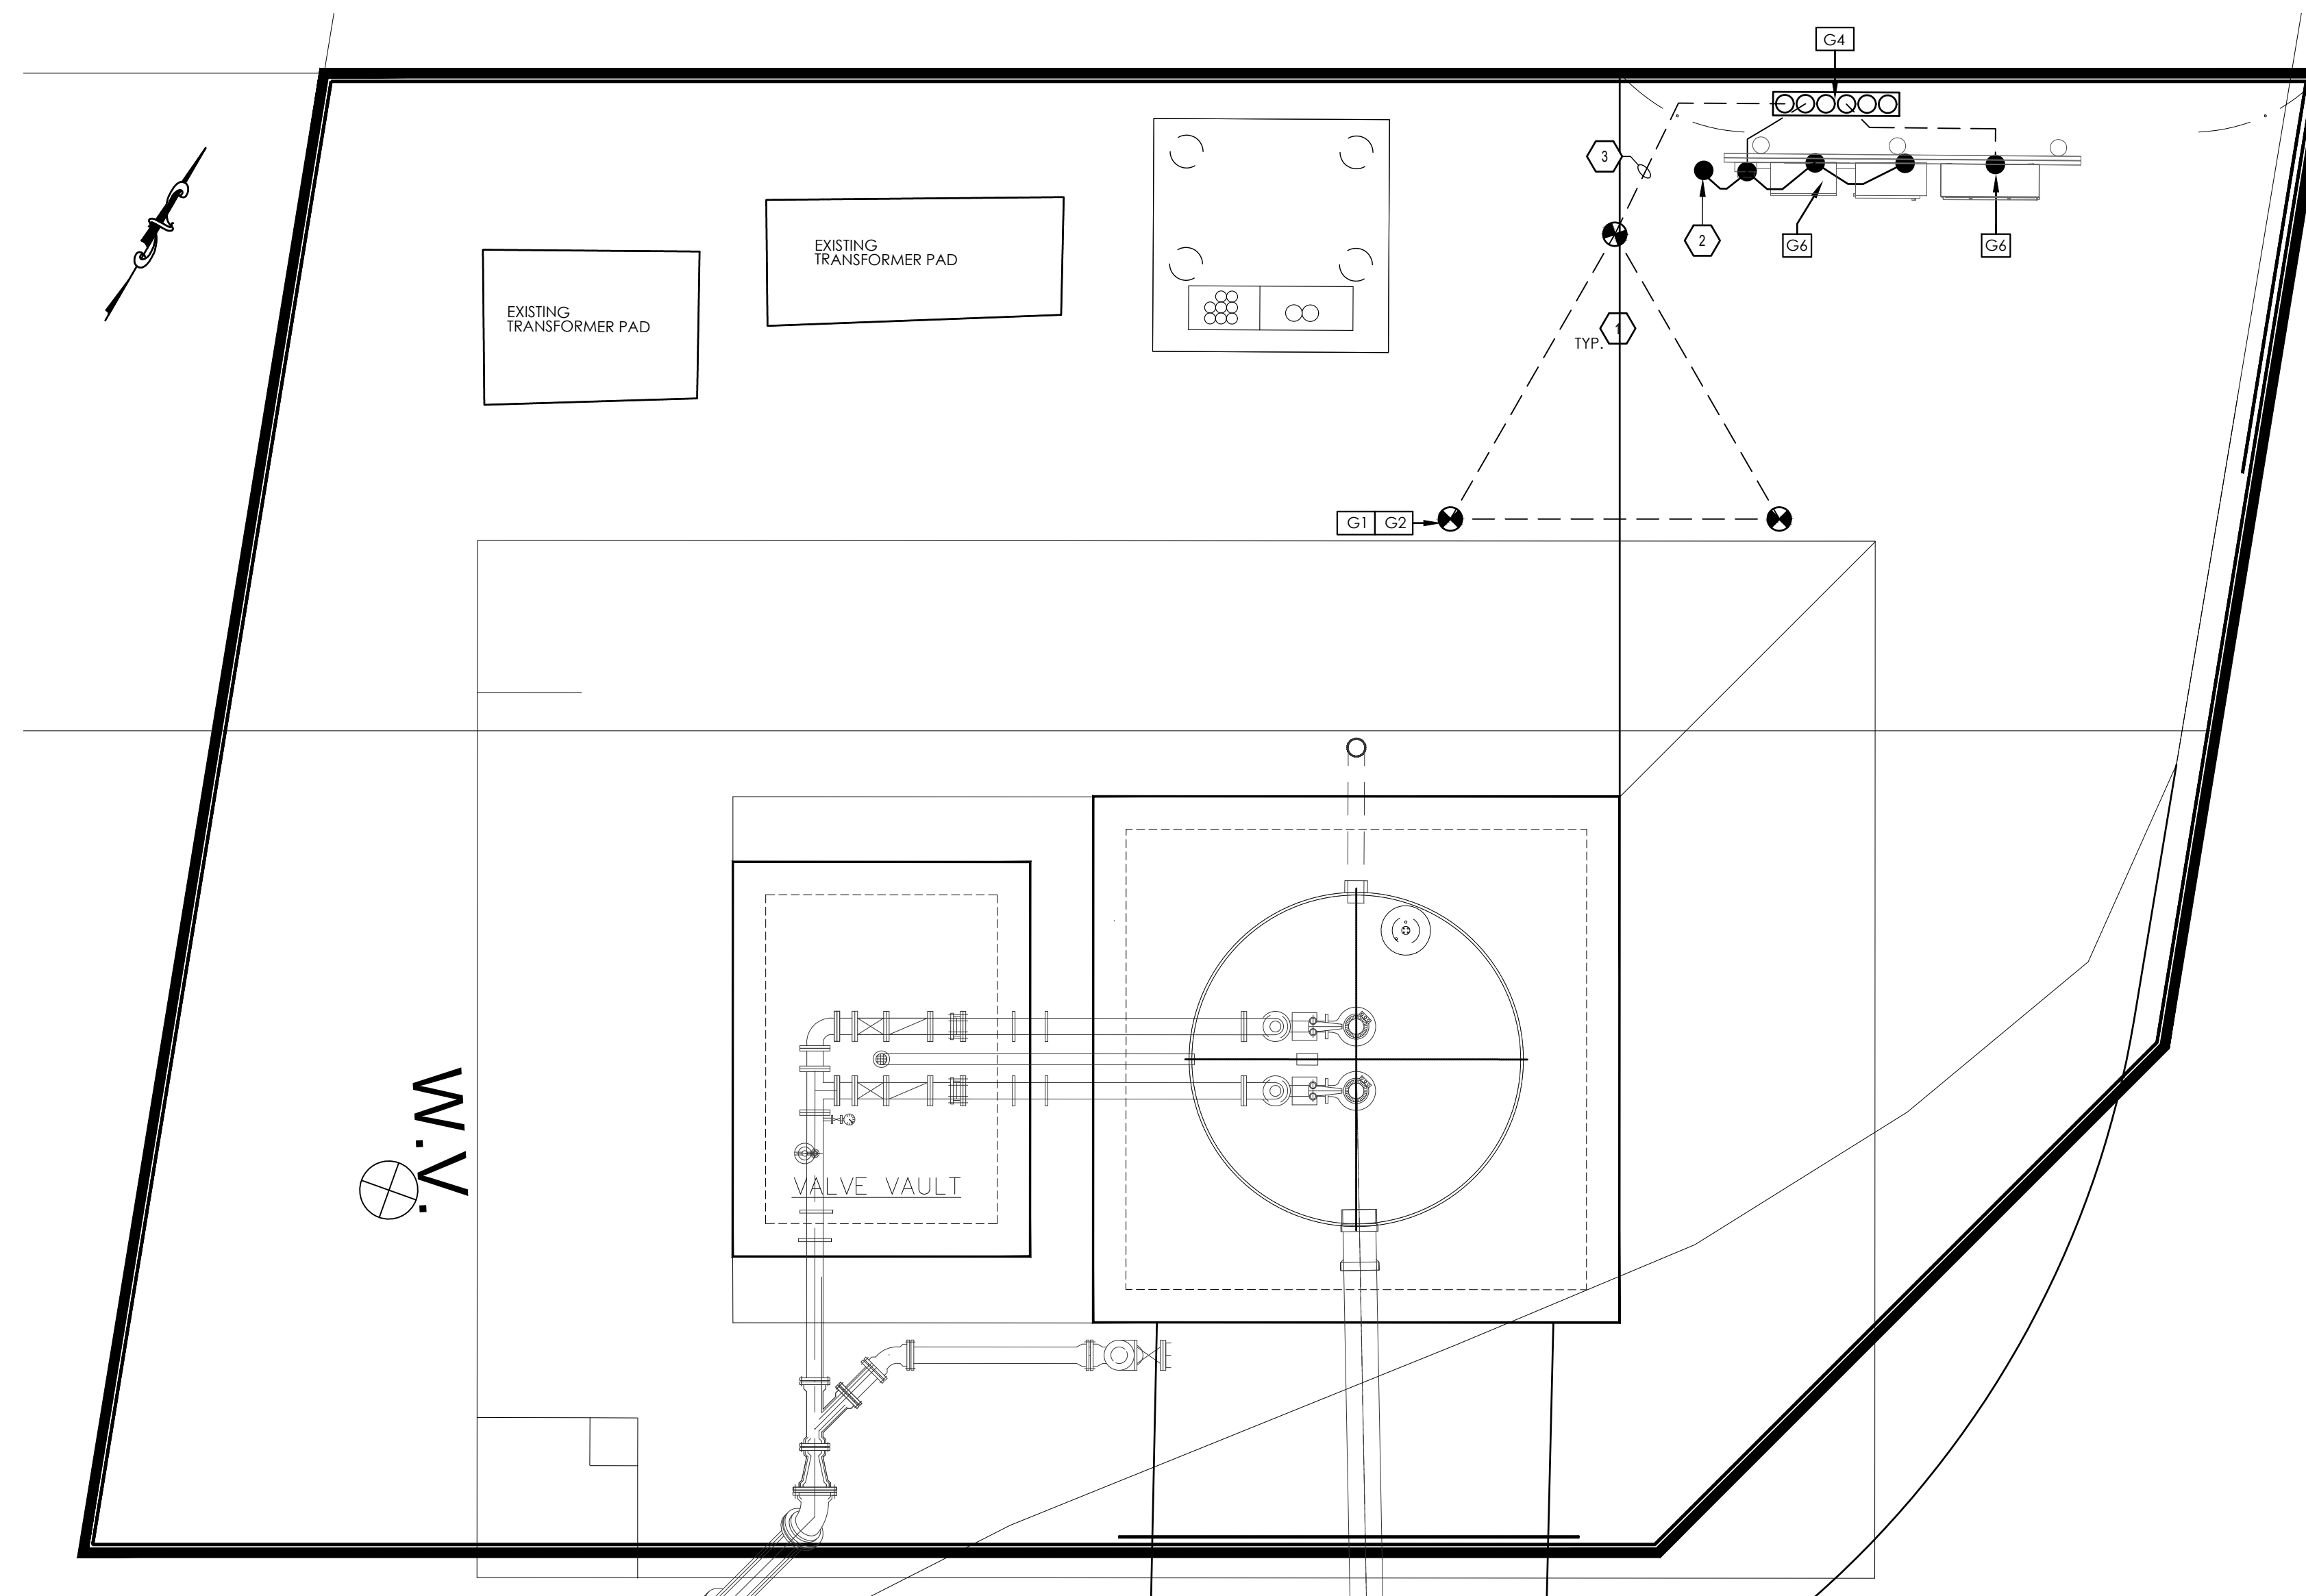 G4
3
EXISTING
TRANSFORMER PAD
2
G6
G6
EXISTING
TRANSFORMER PAD
1
TYP.
G1 G2
W.V.
VALVE VAULT